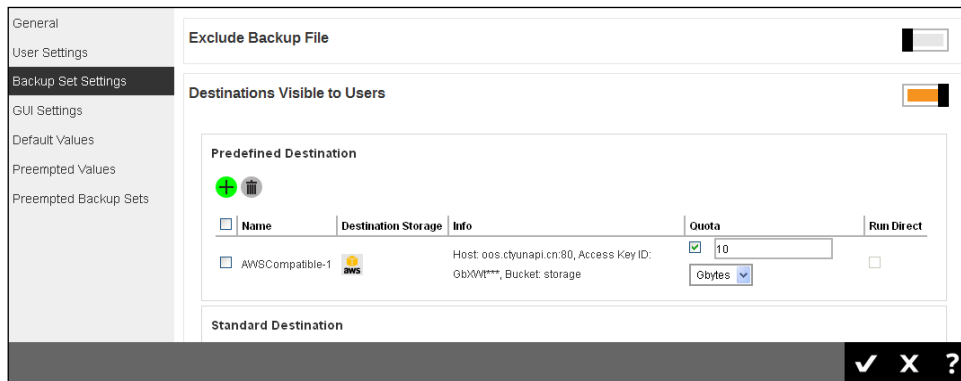 General
User Settings
Backup Set Settings
GUI Settings
Default Values
Preempted Values
Preempted Backup Sets
Exclude Backup File
Destinations Visible to Users
Predefined Destination
Name Destination Storage Info Quota Run Direct
AWSCompatible-1 aws Host: oos.ctyunapi.cn:80, Access Key ID: 10
GbXWt***, Bucket: storage Gbytes
Standard Destination
?